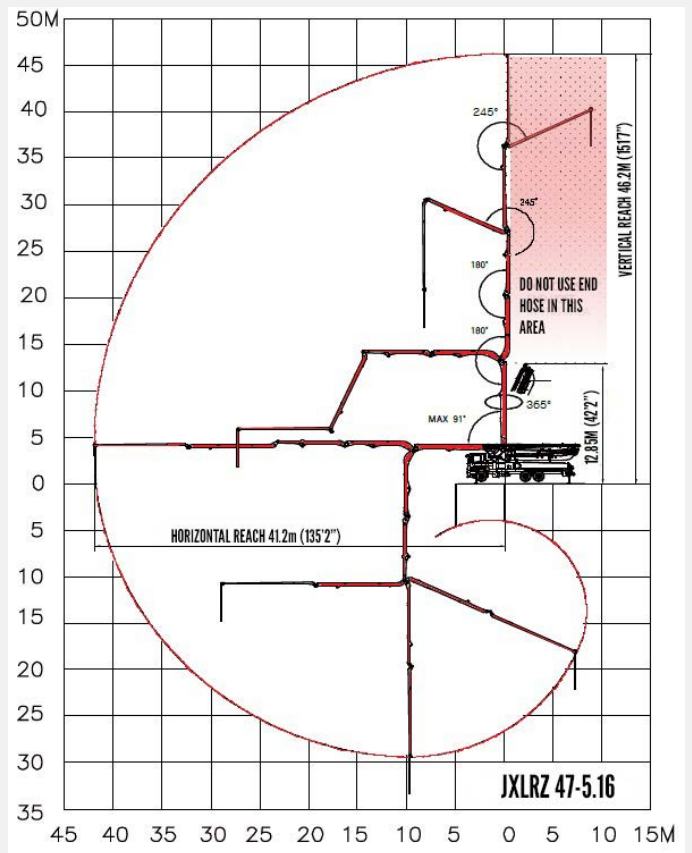 50M
45
40
35
30
25
20
15
10
5
0
5
10
15
20
25
30
35
45 40 35 30 25 20 15 10 5 0 5 10 15M
245°
245°
180°
180°
MAX 91°
365°
DO NOT USE END
HOSE IN THIS
AREA
VERTICAL REACH 46.2M (151'7")
12.85M (42'2")
HORIZONTAL REACH 41.2m (135'2")
JXLRZ 47-5.16